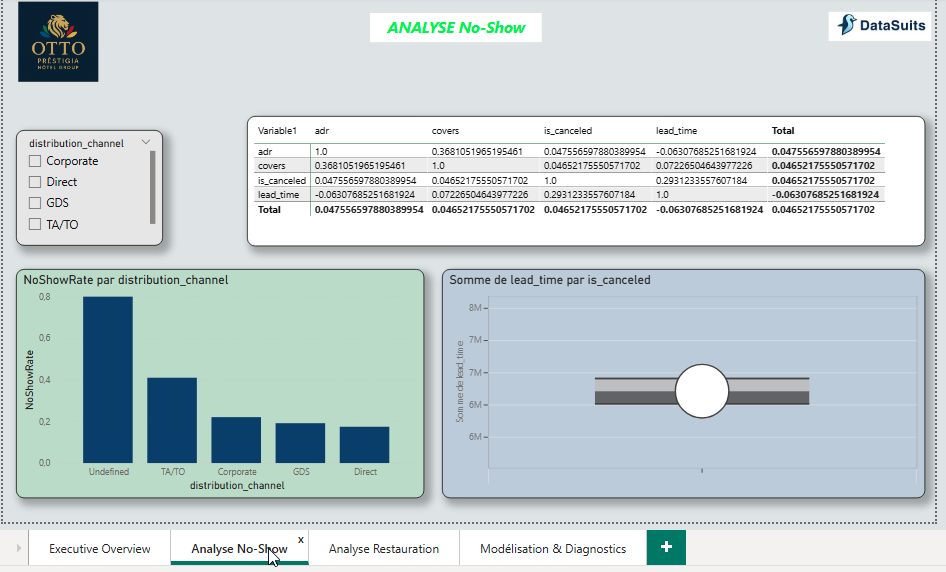 OTTO
PRÉSTIGIA
HÔTEL GROUP
ANALYSE No-Show
DataSuits
distribution_channel
Corporate
Direct
GDS
TA/TO
Variable1 adr covers is_canceled lead_time Total
adr 1.0 0.3681051965195461 0.047556597880389954 -0.06307685251681924 0.047556597880389954
covers 0.3681051965195461 1.0 0.04652175550571702 0.07226504643977226 0.04652175550571702
is_canceled 0.047556597880389954 0.04652175550571702 1.0 0.2931233557607184 0.04652175550571702
lead_time -0.06307685251681924 0.07226504643977226 0.2931233557607184 1.0 -0.06307685251681924
Total 0.047556597880389954 0.04652175550571702 0.04652175550571702 -0.06307685251681924 0.04652175550571702
NoShowRate par distribution_channel
NoShowRate
0,8
0,6
0,4
0,2
0,0
Undefined TA/TO Corporate GDS Direct
distribution_channel
Somme de lead_time par is_canceled
Somme de lead_time
8M
7M
7M
6M
6M
Executive Overview
Analyse No-Show x
Analyse Restauration
Modélisation & Diagnostics
+